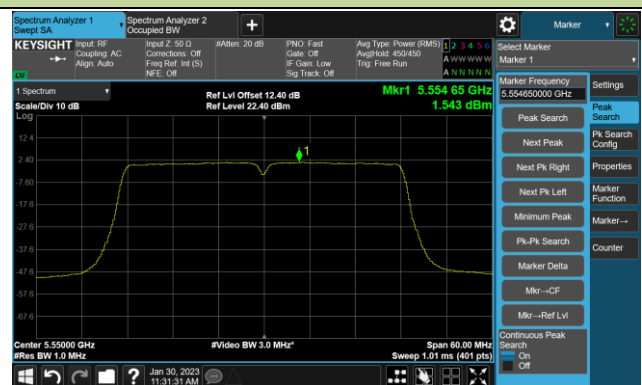 Spectrum Analyzer 1
Swept SA
Spectrum Analyzer 2
Occupied BW
+
Marker
KEYSIGHT
Input: RF
Coupling: AC
Align: Auto
Input Z: 50 Ω
Corrections: Off
Freq Ref: Int (S)
NFE: Off
#Atten: 20 dB
PNO: Fast
Gate: Off
IF Gain: Low
Sig Track: Off
Avg Type: Power (RMS)
Avg|Hold: 450/450
Trig: Free Run
1 2 3 4 5 6
A W W W W W
A N N N N N
LW
Select Marker
Marker 1
1 Spectrum
Scale/Div 10 dB
Log
Ref Lvl Offset 12.40 dB
Ref Level 22.40 dBm
Mkr1 5.554 65 GHz
1.543 dBm
12.4
2.40
-7.60
-17.6
-27.6
-37.6
-47.6
-57.6
-67.6
1
Center 5.55000 GHz
#Res BW 1.0 MHz
#Video BW 3.0 MHz*
Span 60.00 MHz
Sweep 1.01 ms (401 pts)
Marker Frequency
5.554650000 GHz
Peak Search
Next Peak
Next Pk Right
Next Pk Left
Minimum Peak
Pk-Pk Search
Marker Delta
Mkr→CF
Mkr→Ref Lvl
Continuous Peak
Search
On
Off
Settings
Peak
Search
Pk Search
Config
Properties
Marker
Function
Marker→
Counter
?
Jan 30, 2023
11:31:31 AM